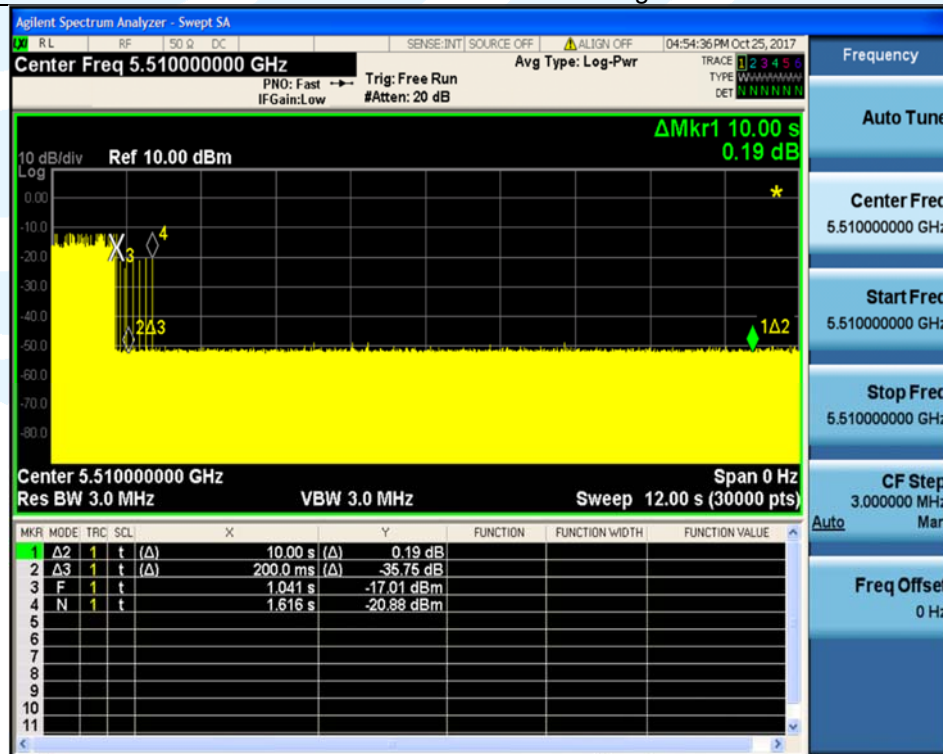 Agilent Spectrum Analyzer - Swept SA
RL RF 50 Ω DC SENSE:INT SOURCE OFF ALIGN OFF 04:54:36 PM Oct 25, 2017
Center Freq 5.510000000 GHz Avg Type: Log-Pwr TRACE 1 2 3 4 5 6
PNO: Fast Trig: Free Run TYPE WWWWWW
IFGain:Low #Atten: 20 dB DET N N N N N N
ΔMkr1 10.00 s
10 dB/div Ref 10.00 dBm 0.19 dB
Log
0.00
-10.0
-20.0
-30.0
-40.0
-50.0
-60.0
-70.0
-80.0
4
3
2Δ3
1Δ2
Center 5.510000000 GHz Span 0 Hz
Res BW 3.0 MHz VBW 3.0 MHz Sweep 12.00 s (30000 pts)
MKR MODE TRC SCL X Y FUNCTION FUNCTION WIDTH FUNCTION VALUE
1 Δ2 1 t (Δ) 10.00 s (Δ) 0.19 dB
2 Δ3 1 t (Δ) 200.0 ms (Δ) -35.75 dB
3 F 1 t 1.041 s -17.01 dBm
4 N 1 t 1.616 s -20.88 dBm
5
6
7
8
9
10
11
Frequency
Auto Tune
Center Freq
5.510000000 GHz
Start Freq
5.510000000 GHz
Stop Freq
5.510000000 GHz
CF Step
3.000000 MHz
Auto Man
Freq Offset
0 Hz